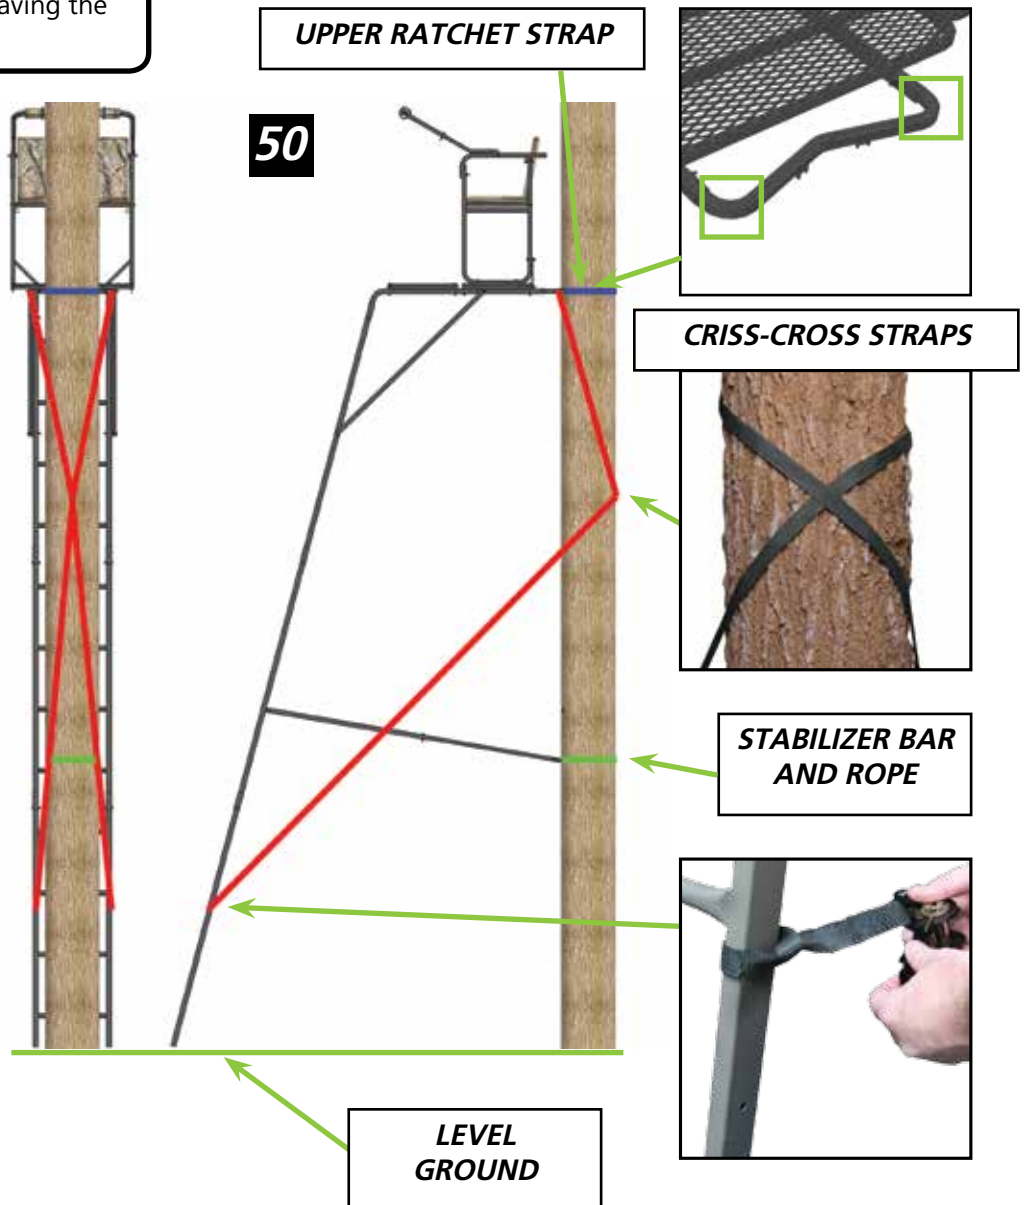 aving the
UPPER RATCHET STRAP
50
CRISS-CROSS STRAPS
STABILIZER BAR
AND ROPE
LEVEL
GROUND